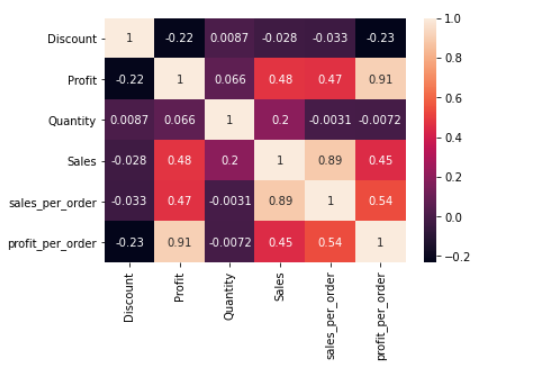 1.0
Discount 1 -0.22 0.0087 -0.028 -0.033 -0.23
0.8
Profit -0.22 1 0.066 0.48 0.47 0.91
0.6
Quantity 0.0087 0.066 1 0.2 -0.0031 -0.0072
0.4
Sales -0.028 0.48 0.2 1 0.89 0.45
0.2
sales_per_order -0.033 0.47 -0.0031 0.89 1 0.54
0.0
profit_per_order -0.23 0.91 -0.0072 0.45 0.54 1
-0.2
Discount
Profit
Quantity
Sales
sales_per_order
profit_per_order